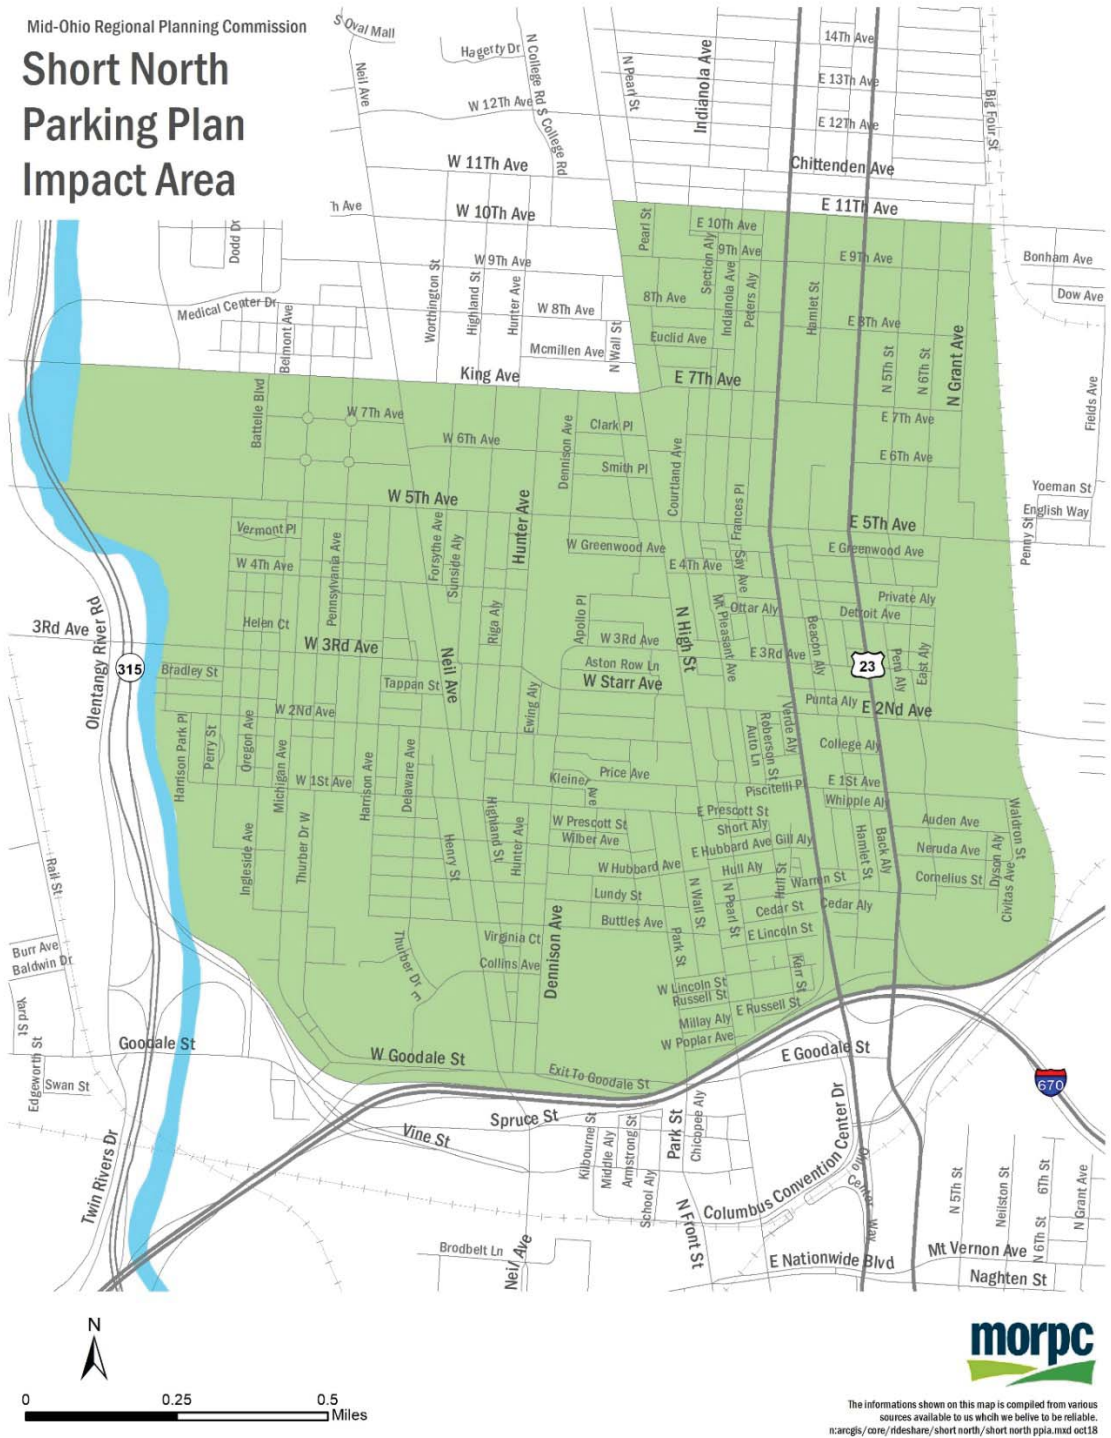 Mid-Ohio Regional Planning Commission
Short North
Parking Plan
Impact Area
S Oval Mall
Hagerty Dr
Neil Ave
N College Rd
S College Rd
N Pearl St
Indianola Ave
14Th Ave
E 13Th Ave
E 12Th Ave
Big Four St
W 12Th Ave
W 11Th Ave
Chittenden Ave
h Ave
W 10Th Ave
E 11Th Ave
Dodd Dr
Pearl St
E 10Th Ave
Section Aly
9Th Ave
E 9Th Ave
Bonham Ave
Worthington St
Highland St
W 9Th Ave
Hunter Ave
Indianola Ave
Peters Aly
Hamlet St
Dow Ave
Medical Center Dr
Belmont Ave
W 8Th Ave
8Th Ave
E 8Th Ave
Mcmillen Ave
N Wall St
Euclid Ave
N 5Th St
N 6Th St
N Grant Ave
Fields Ave
King Ave
E 7Th Ave
Battelle Blvd
W 7Th Ave
E 7Th Ave
Clark Pl
W 6Th Ave
Dennison Ave
Smith Pl
Courtland Ave
E 6Th Ave
Yoeman St
W 5Th Ave
Hunter Ave
Frances Pl
English Way
E 5Th Ave
Penny St
Vermont Pl
Forsythe Ave
Sunside Aly
W Greenwood Ave
E Greenwood Ave
W 4Th Ave
Pennsylvania Ave
E 4Th Ave
Say Ave
Private Aly
Olentangy River Rd
Helen Ct
Riga Aly
Apollo Pl
N High St
Mt Pleasant Ave
Ottar Aly
Beacon Aly
Detroit Ave
3Rd Ave
W 3Rd Ave
W 3Rd Ave
E 3Rd Ave
315
Bradley St
Neil Ave
Aston Row Ln
23
Peru Aly
East Aly
Tappan St
W Starr Ave
Punta Aly
E 2Nd Ave
W 2Nd Ave
Ewing Aly
Verde Aly
Harrison Park Pl
Perry St
Oregon Ave
Michigan Ave
Harrison Ave
Delaware Ave
Auto Ln
Roberson St
College Aly
W 1St Ave
Kleiner Ave
Price Ave
Piscitelli Pl
E 1St Ave
Whipple Aly
Ingleside Ave
Thurber Dr W
Henry St
Highland St
Hunter Ave
W Prescott St
Wilber Ave
E Prescott St
Short Aly
E Hubbard Ave
Gill Aly
Hamlet St
Back Aly
Auden Ave
Waldron St
Neruda Ave
Dyson Aly
Rail St
W Hubbard Ave
Hull Aly
Hull St
Warren St
Cornelius St
Civitas Ave
Lundy St
N Wall St
N Pearl St
Cedar St
Cedar Aly
Buttles Ave
E Lincoln St
Burr Ave
Baldwin Dr
Thurber Dr E
Virginia Ct
Collins Ave
Dennison Ave
Park St
Kerr St
W Lincoln St
Russell St
E Russell St
Yard St
Millay Aly
W Poplar Ave
Goodale St
W Goodale St
E Goodale St
Edgeworth St
Swan St
Exit To Goodale St
670
Spruce St
Vine St
Kilbourne St
Middle Aly
Armstrong St
School Aly
Park St
Chicopee Aly
Columbus Convention Center Dr
Ohio Center Way
Twin Rivers Dr
N Front St
N 5Th St
Neilston St
6Th St
N 6Th St
N Grant Ave
Brodbelt Ln
Neil Ave
E Nationwide Blvd
Mt Vernon Ave
Naghten St
N
0 0.25 0.5
Miles
morpc
The informations shown on this map is compiled from various
sources available to us whcih we belive to be reliable.
n:arcgis/core/rideshare/short north/short north ppia.mxd oct18